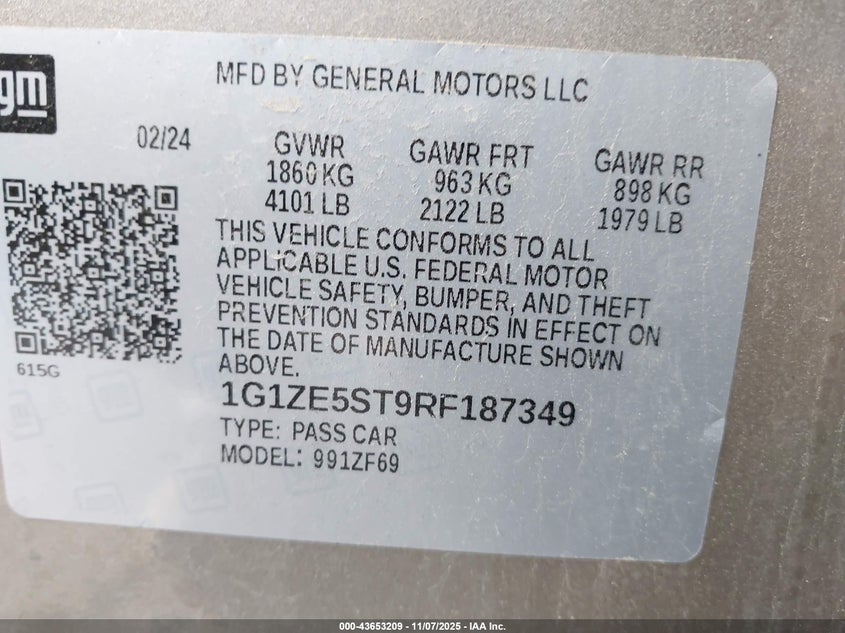 gm
MFD BY GENERAL MOTORS LLC
02/24
GVWR GAWR FRT GAWR RR
1860 KG 963 KG 898 KG
4101 LB 2122 LB 1979 LB
THIS VEHICLE CONFORMS TO ALL
APPLICABLE U.S. FEDERAL MOTOR
VEHICLE SAFETY, BUMPER, AND THEFT
PREVENTION STANDARDS IN EFFECT ON
THE DATE OF MANUFACTURE SHOWN
ABOVE.
615G
1G1ZE5ST9RF187349
TYPE: PASS CAR
MODEL: 991ZF69
000-43653209 - 11/07/2025 - IAA Inc.